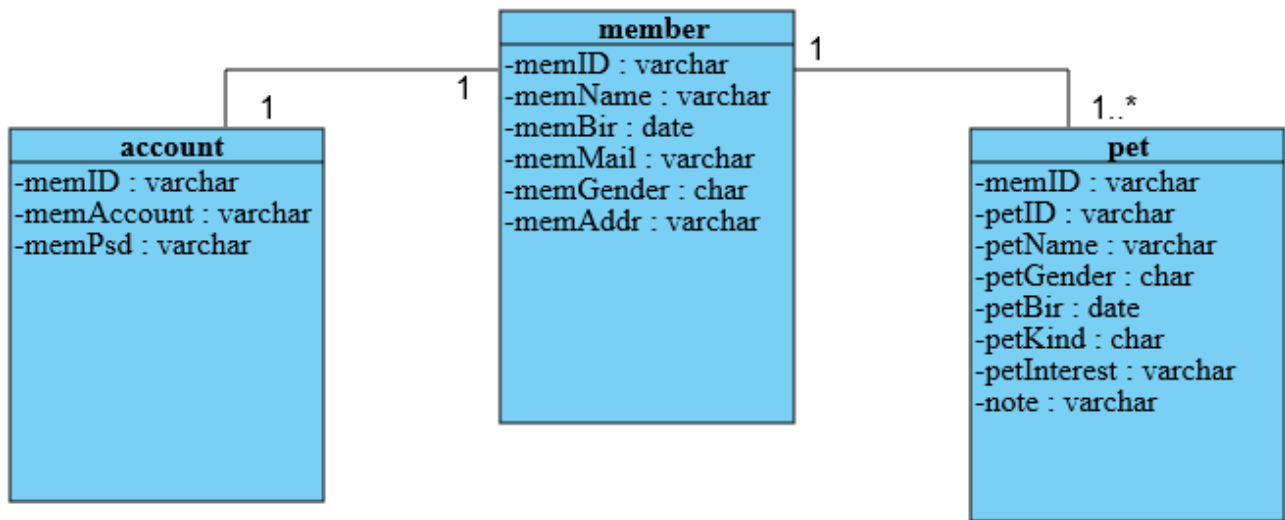 member
-memID : varchar
-memName : varchar
-memBir : date
-memMail : varchar
-memGender : char
-memAddr : varchar
1
1
1
1..*
account
-memID : varchar
-memAccount : varchar
-memPsd : varchar
pet
-memID : varchar
-petID : varchar
-petName : varchar
-petGender : char
-petBir : date
-petKind : char
-petInterest : varchar
-note : varchar